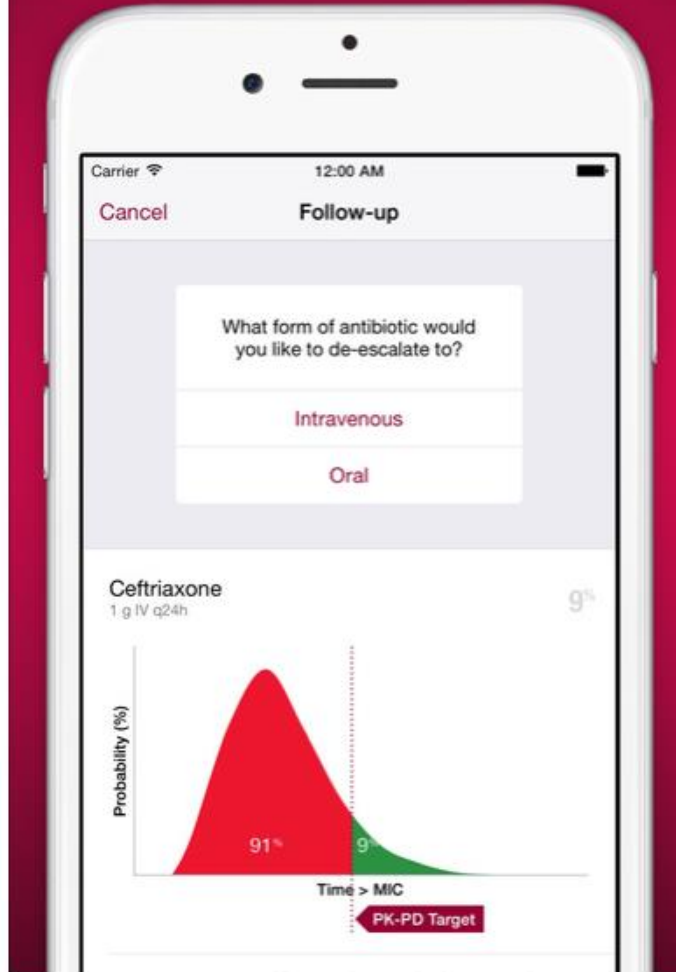 Carrier
12:00 AM
Cancel
Follow-up
What form of antibiotic would
you like to de-escalate to?
Intravenous
Oral
Ceftriaxone
1 g IV q24h
9%
Probability (%)
91%
9%
Time > MIC
PK-PD Target